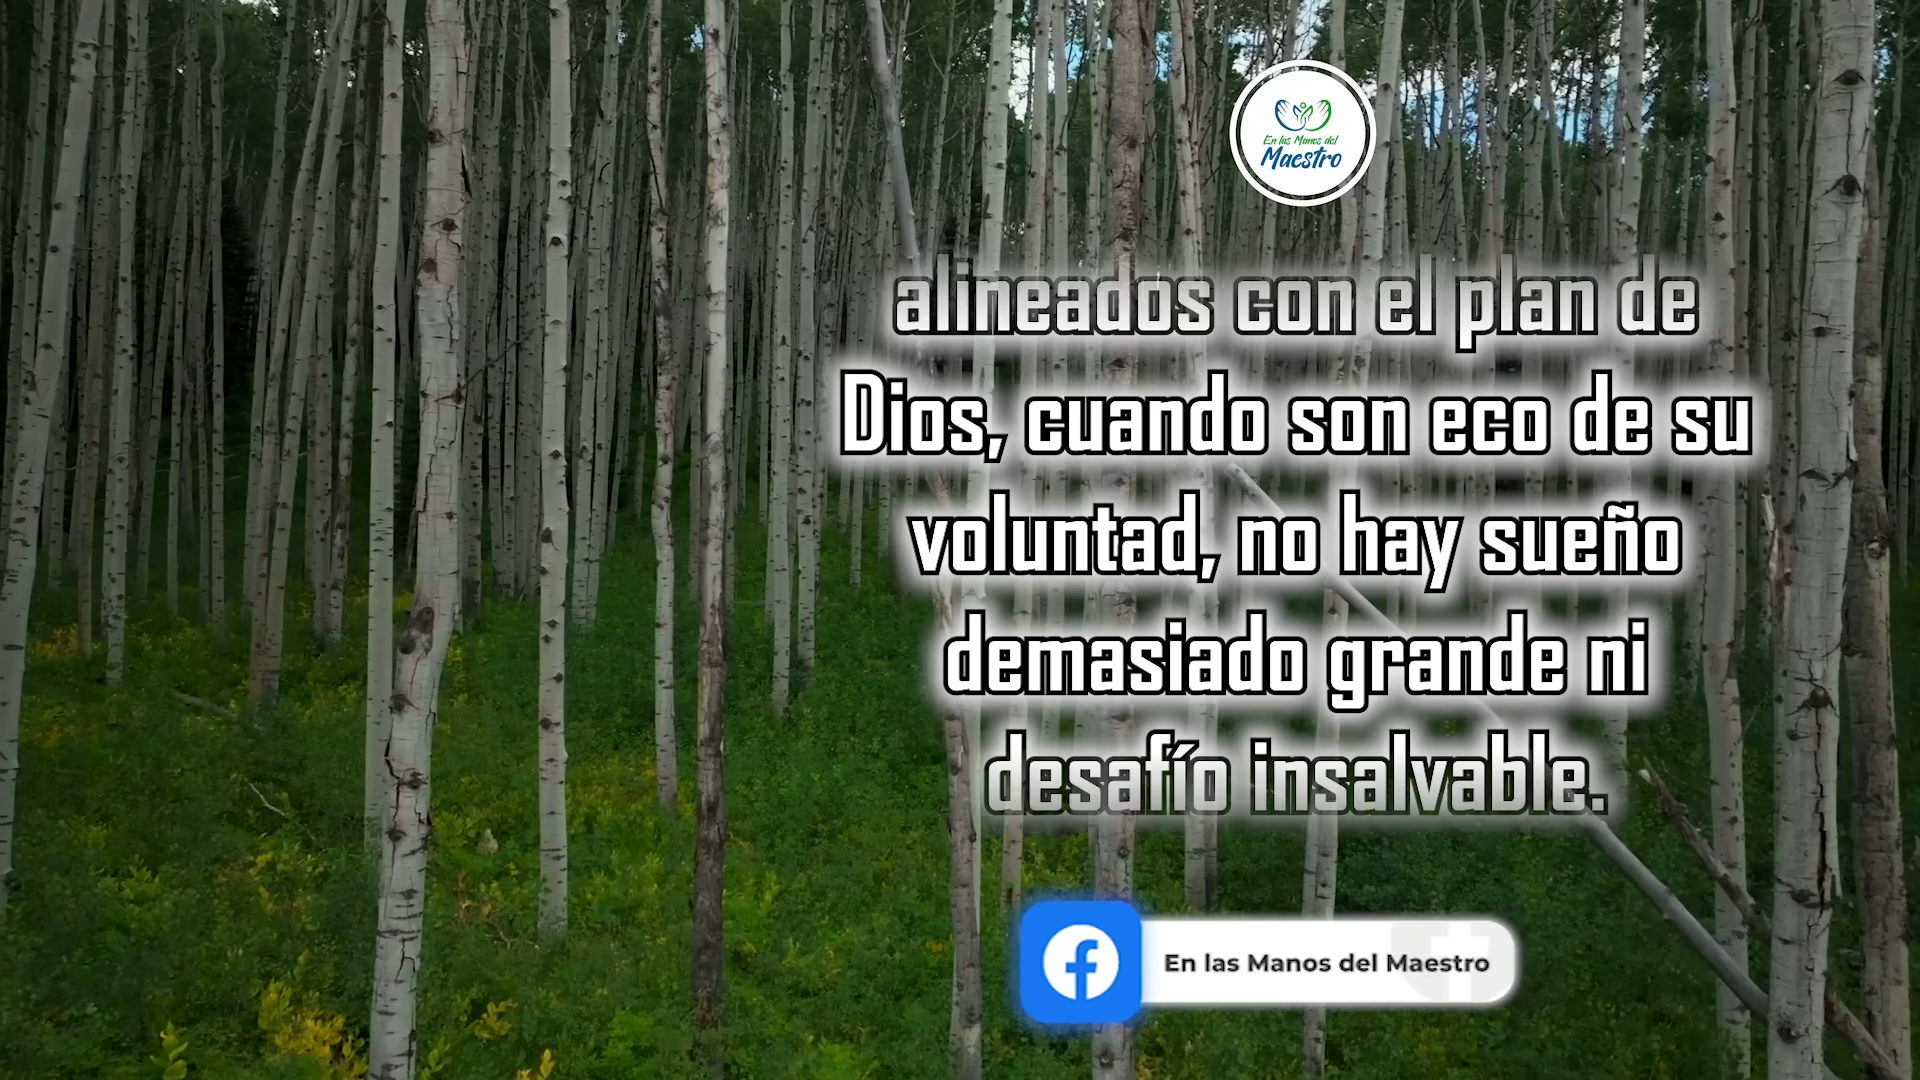 En las Manos del
Maestro
alineados con el plan de
Dios, cuando son eco de su
voluntad, no hay sueño
demasiado grande ni
desafío insalvable.
En las Manos del Maestro